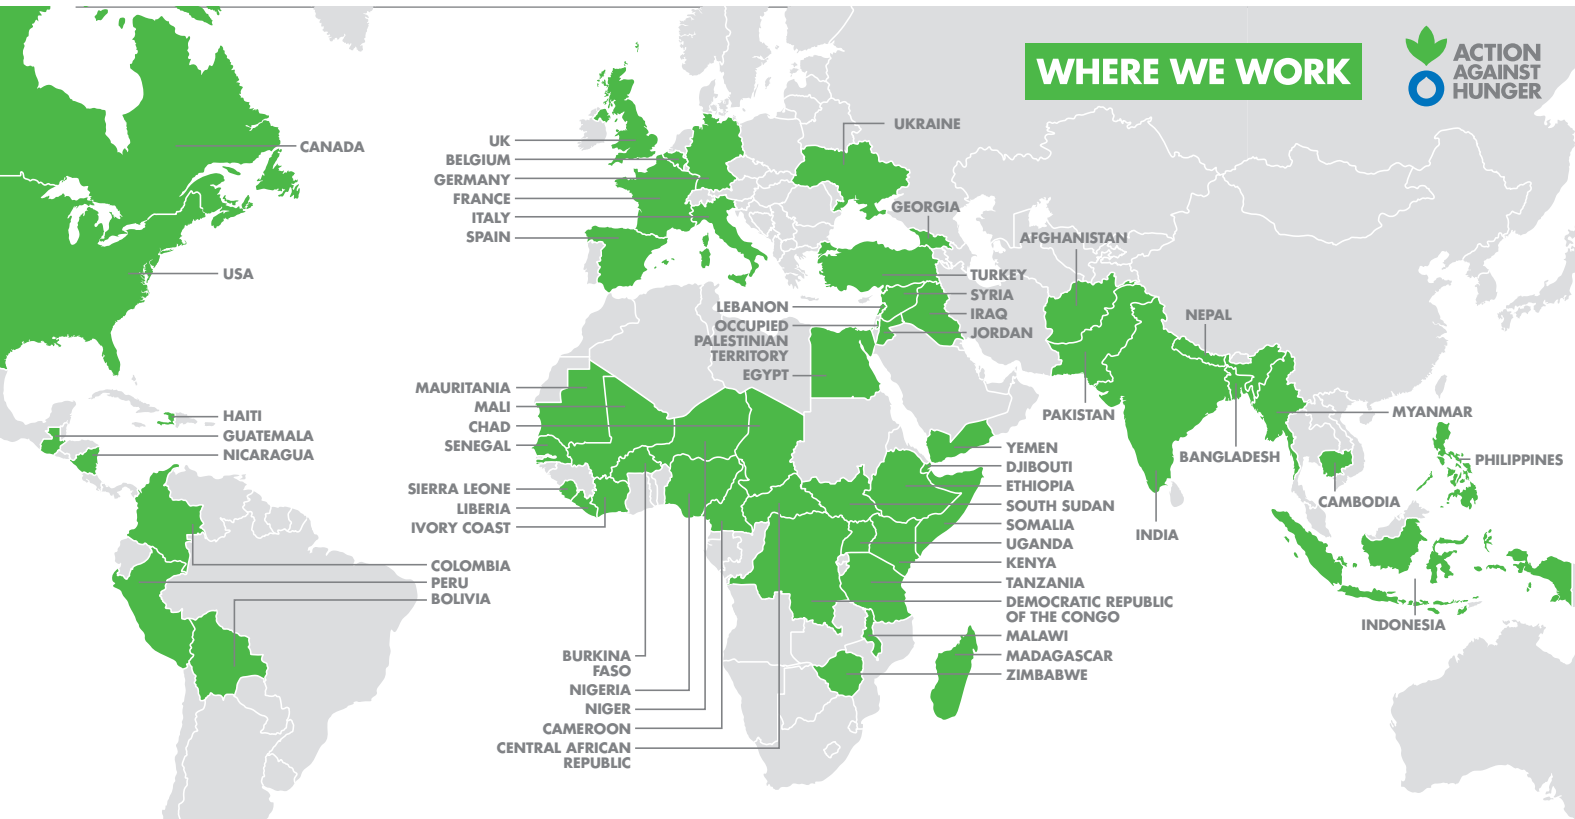 WHERE WE WORK
ACTION
AGAINST
HUNGER
CANADA
USA
HAITI
GUATEMALA
NICARAGUA
COLOMBIA
PERU
BOLIVIA
UK
BELGIUM
GERMANY
FRANCE
ITALY
SPAIN
UKRAINE
GEORGIA
AFGHANISTAN
TURKEY
SYRIA
IRAQ
JORDAN
LEBANON
OCCUPIED
PALESTINIAN
TERRITORY
EGYPT
MAURITANIA
MALI
CHAD
SENEGAL
SIERRA LEONE
LIBERIA
IVORY COAST
BURKINA
FASO
NIGERIA
NIGER
CAMEROON
CENTRAL AFRICAN
REPUBLIC
YEMEN
DJIBOUTI
ETHIOPIA
SOUTH SUDAN
SOMALIA
UGANDA
KENYA
TANZANIA
DEMOCRATIC REPUBLIC
OF THE CONGO
MALAWI
MADAGASCAR
ZIMBABWE
NEPAL
PAKISTAN
BANGLADESH
INDIA
MYANMAR
PHILIPPINES
CAMBODIA
INDONESIA